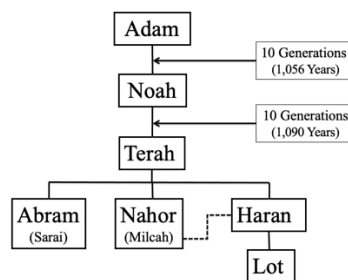 Adam
10 Generations
(1,056 Years)
Noah
10 Generations
(1,090 Years)
Terah
Abram
(Sarai)
Nahor
(Milcah)
Haran
Lot